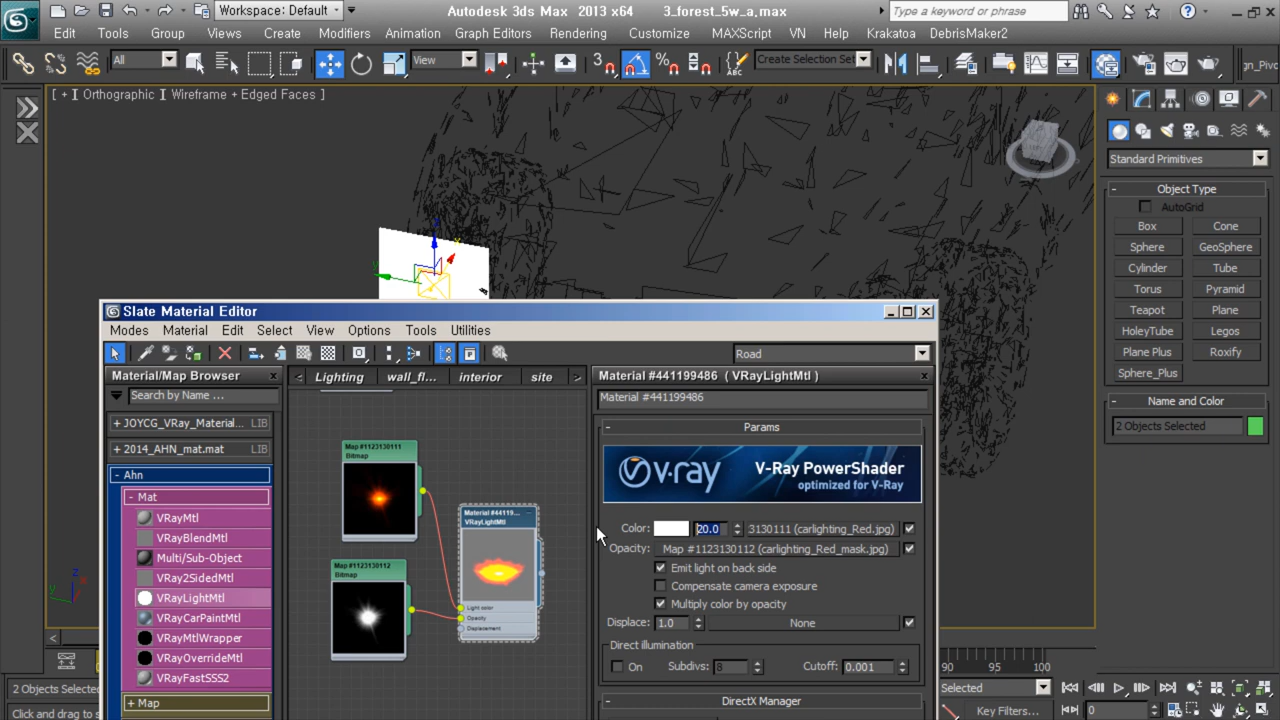 Workspace: Default
Autodesk 3ds Max 2013 x64 3_forest_5w_a.max
Type a keyword or phrase
Edit Tools Group Views Create Modifiers Animation Graph Editors Rendering Customize MAXScript VN Help Krakatoa DebrisMaker2
All
View
3
ABC
Create Selection Set
[ + ] Orthographic ] Wireframe + Edged Faces ]
Standard Primitives
- Object Type
AutoGrid
Box Cone
Sphere GeoSphere
Cylinder Tube
Torus Pyramid
Teapot Plane
HoleyTube Legos
Plane Plus Roxify
Sphere_Plus
- Name and Color
2 Objects Selected
Slate Material Editor
Modes Material Edit Select View Options Tools Utilities
Road
Material/Map Browser
Search by Name ...
+ JOYCG_VRay_Material... LIB
+ 2014_AHN_mat.mat LIB
- Ahn
- Mat
VRayMtl
VRayBlendMtl
Multi/Sub-Object
VRay2SidedMtl
VRayLightMtl
VRayCarPaintMtl
VRayMtlWrapper
VRayOverrideMtl
VRayFastSSS2
+ Map
Lighting wall_fl... interior site
Map #1123130111
Bitmap
Map #1123130112
Bitmap
Material #44119...
VRayLightMtl
Light color
Opacity
Displacement
Material #441199486 ( VRayLightMtl )
Material #441199486
- Params
v·ray
V-Ray PowerShader
optimized for V-Ray
Color: 20.0 3130111 (carlighting_Red.jpg)
Opacity: Map #1123130112 (carlighting_Red_mask.jpg)
Emit light on back side
Compensate camera exposure
Multiply color by opacity
Displace: 1.0 None
Direct illumination
On Subdivs: 8 Cutoff: 0.001
- DirectX Manager
z
90 95 100
2 Objects Selected
Click and drag to s
Selected
Key Filters...
0